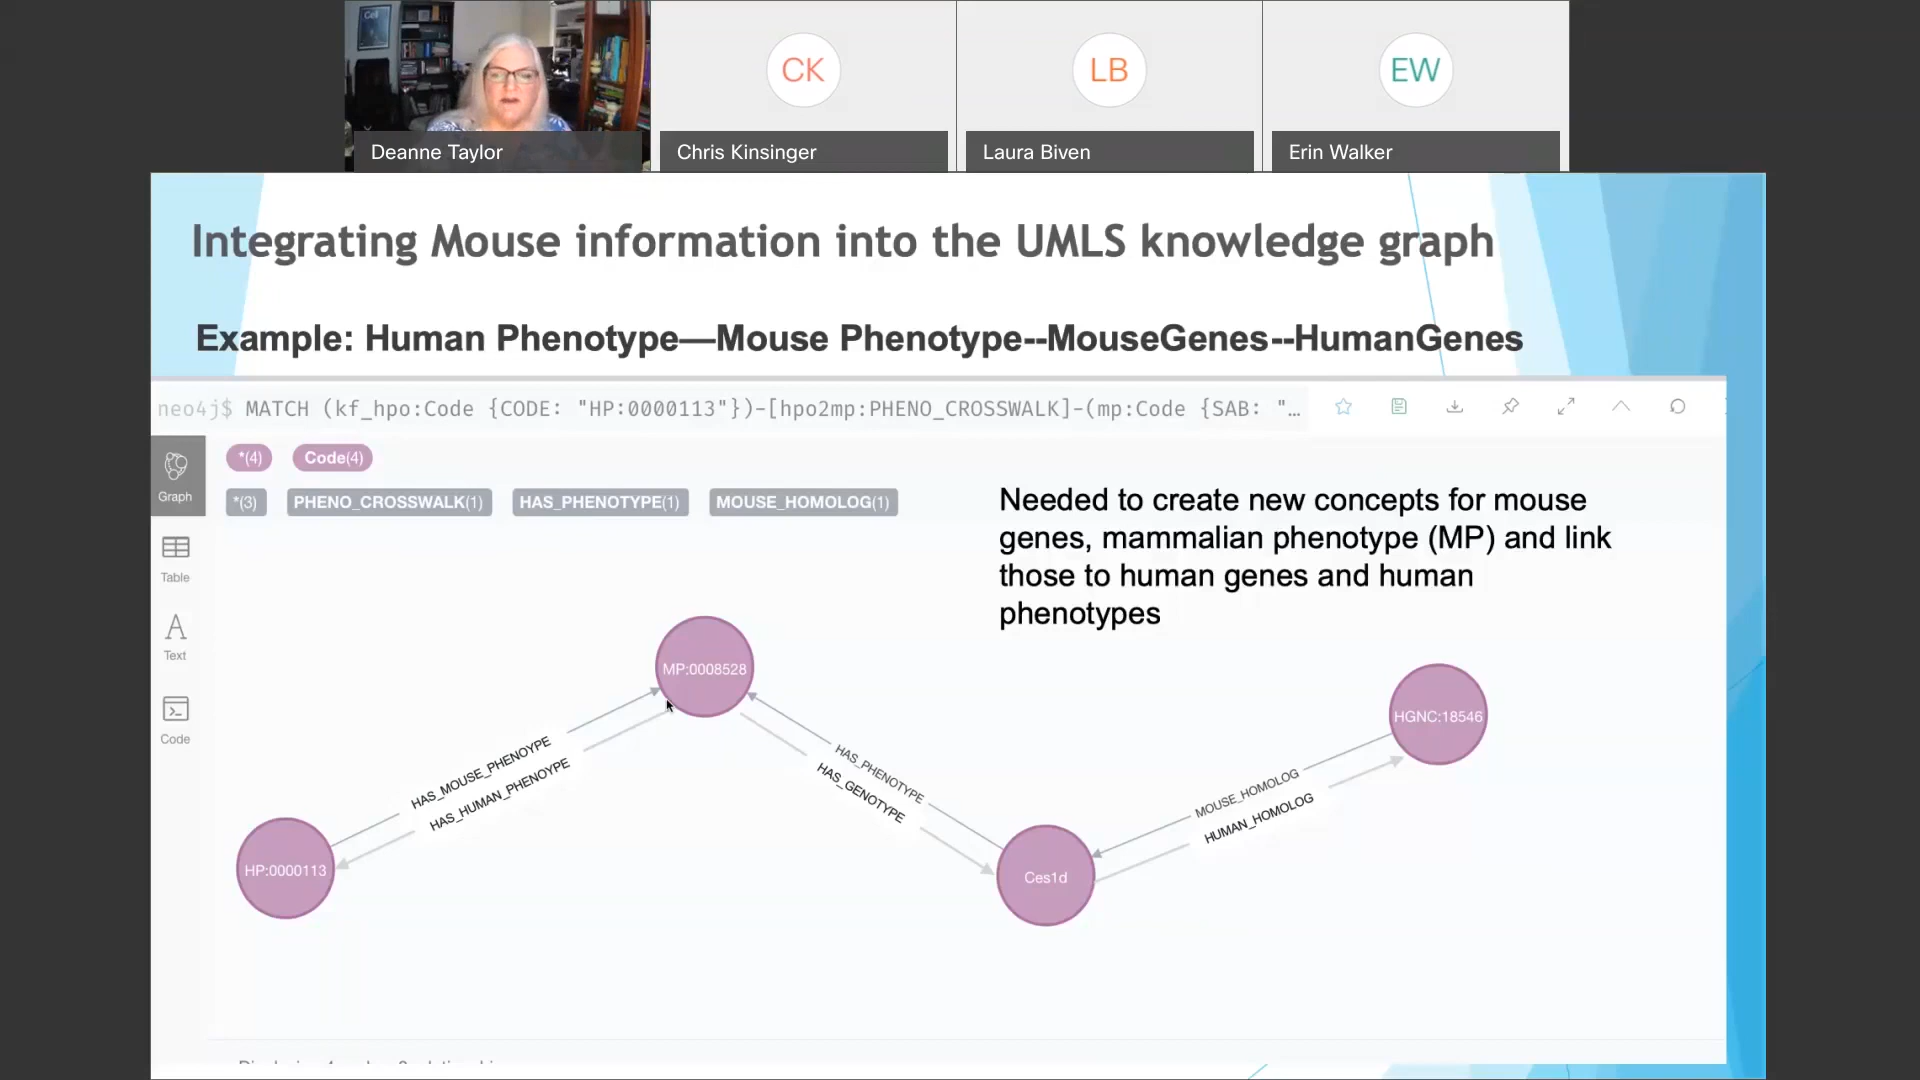 Cell
CK
LB
EW
Deanne Taylor
Chris Kinsinger
Laura Biven
Erin Walker
Integrating Mouse information into the UMLS knowledge graph
Example: Human Phenotype—Mouse Phenotype--MouseGenes--HumanGenes
neo4j$ MATCH (kf_hpo:Code {CODE: "HP:0000113"})-[hpo2mp:PHENO_CROSSWALK]-(mp:Code {SAB: "…
*(4) Code(4)
Graph
*(3) PHENO_CROSSWALK(1) HAS_PHENOTYPE(1) MOUSE_HOMOLOG(1)
Needed to create new concepts for mouse
genes, mammalian phenotype (MP) and link
those to human genes and human
phenotypes
Table
Text
Code
MP:0008528
HGNC:18546
HAS_MOUSE_PHENOYPE
HAS_HUMAN_PHENOYPE
HAS_PHENOTYPE
HAS_GENOTYPE
MOUSE_HOMOLOG
HUMAN_HOMOLOG
HP:0000113
Ces1d